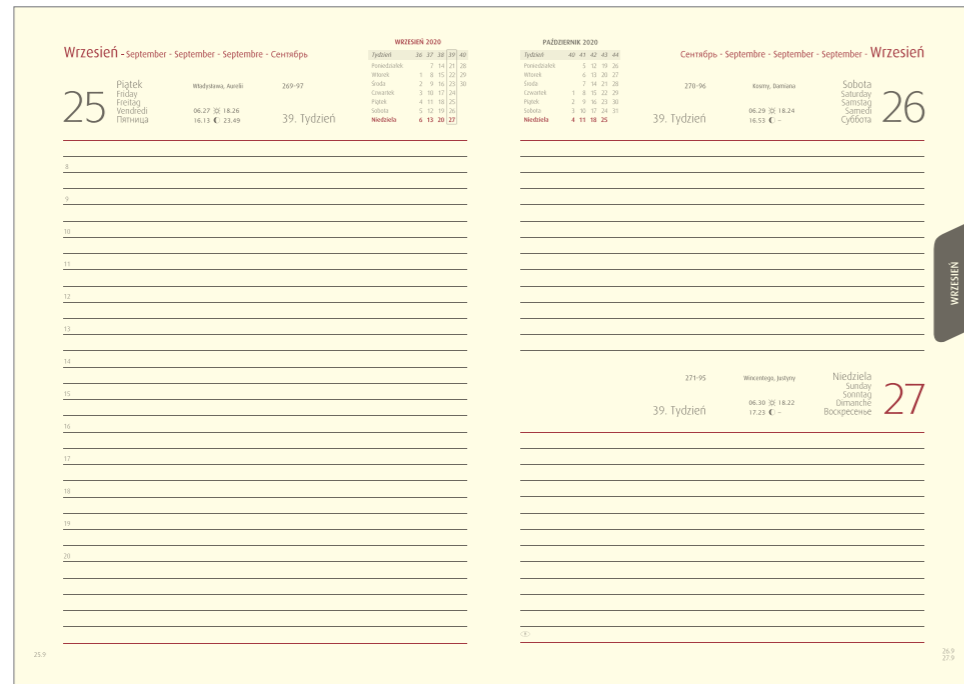 Wrzesień - September - September - Septembre - Сентябрь
25
Piątek
Friday
Freitag
Vendredi
Пятница
Władysława, Aurelii
06.27 18.26
16.13 23.49
269-97
39. Tydzień
WRZESIEŃ 2020
Tydzień 36 37 38 39 40
Poniedziałek 7 14 21 28
Wtorek 1 8 15 22 29
Środa 2 9 16 23 30
Czwartek 3 10 17 24
Piątek 4 11 18 25
Sobota 5 12 19 26
Niedziela 6 13 20 27
8
9
10
11
12
13
14
15
16
17
18
19
20
25.9
PAŹDZIERNIK 2020
Tydzień 40 41 42 43 44
Poniedziałek 5 12 19 26
Wtorek 6 13 20 27
Środa 7 14 21 28
Czwartek 1 8 15 22 29
Piątek 2 9 16 23 30
Sobota 3 10 17 24 31
Niedziela 4 11 18 25
Сентябрь - Septembre - September - September - Wrzesień
270-96
39. Tydzień
Kosmy, Damiana
06.29 18.24
16.53 –
Sobota
Saturday
Samstag
Samedi
Суббота
26
WRZESIEŃ
271-95
39. Tydzień
Wincentego, Justyny
06.30 18.22
17.23 –
Niedziela
Sunday
Sonntag
Dimanche
Воскресенье
27
26.9
27.9